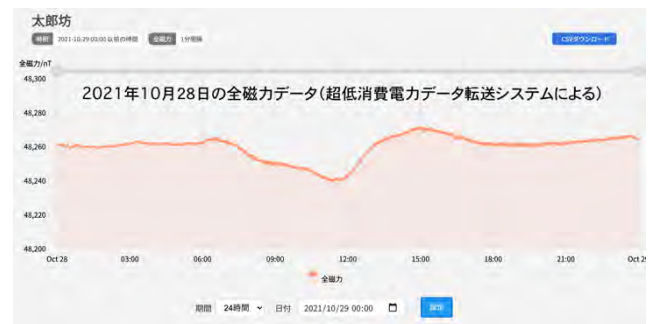 太郎坊
時刻 2021-10-29 00:00 以前の時間 全磁力 1分間隔 CSVダウンロード
全磁力/nT
48,300
2021年10月28日の全磁力データ(超低消費電力データ転送システムによる)
48,280
48,260
48,240
48,220
48,200
Oct 28 03:00 06:00 09:00 12:00 15:00 18:00 21:00 Oct 29
全磁力
期間 24時間 日付 2021/10/29 00:00